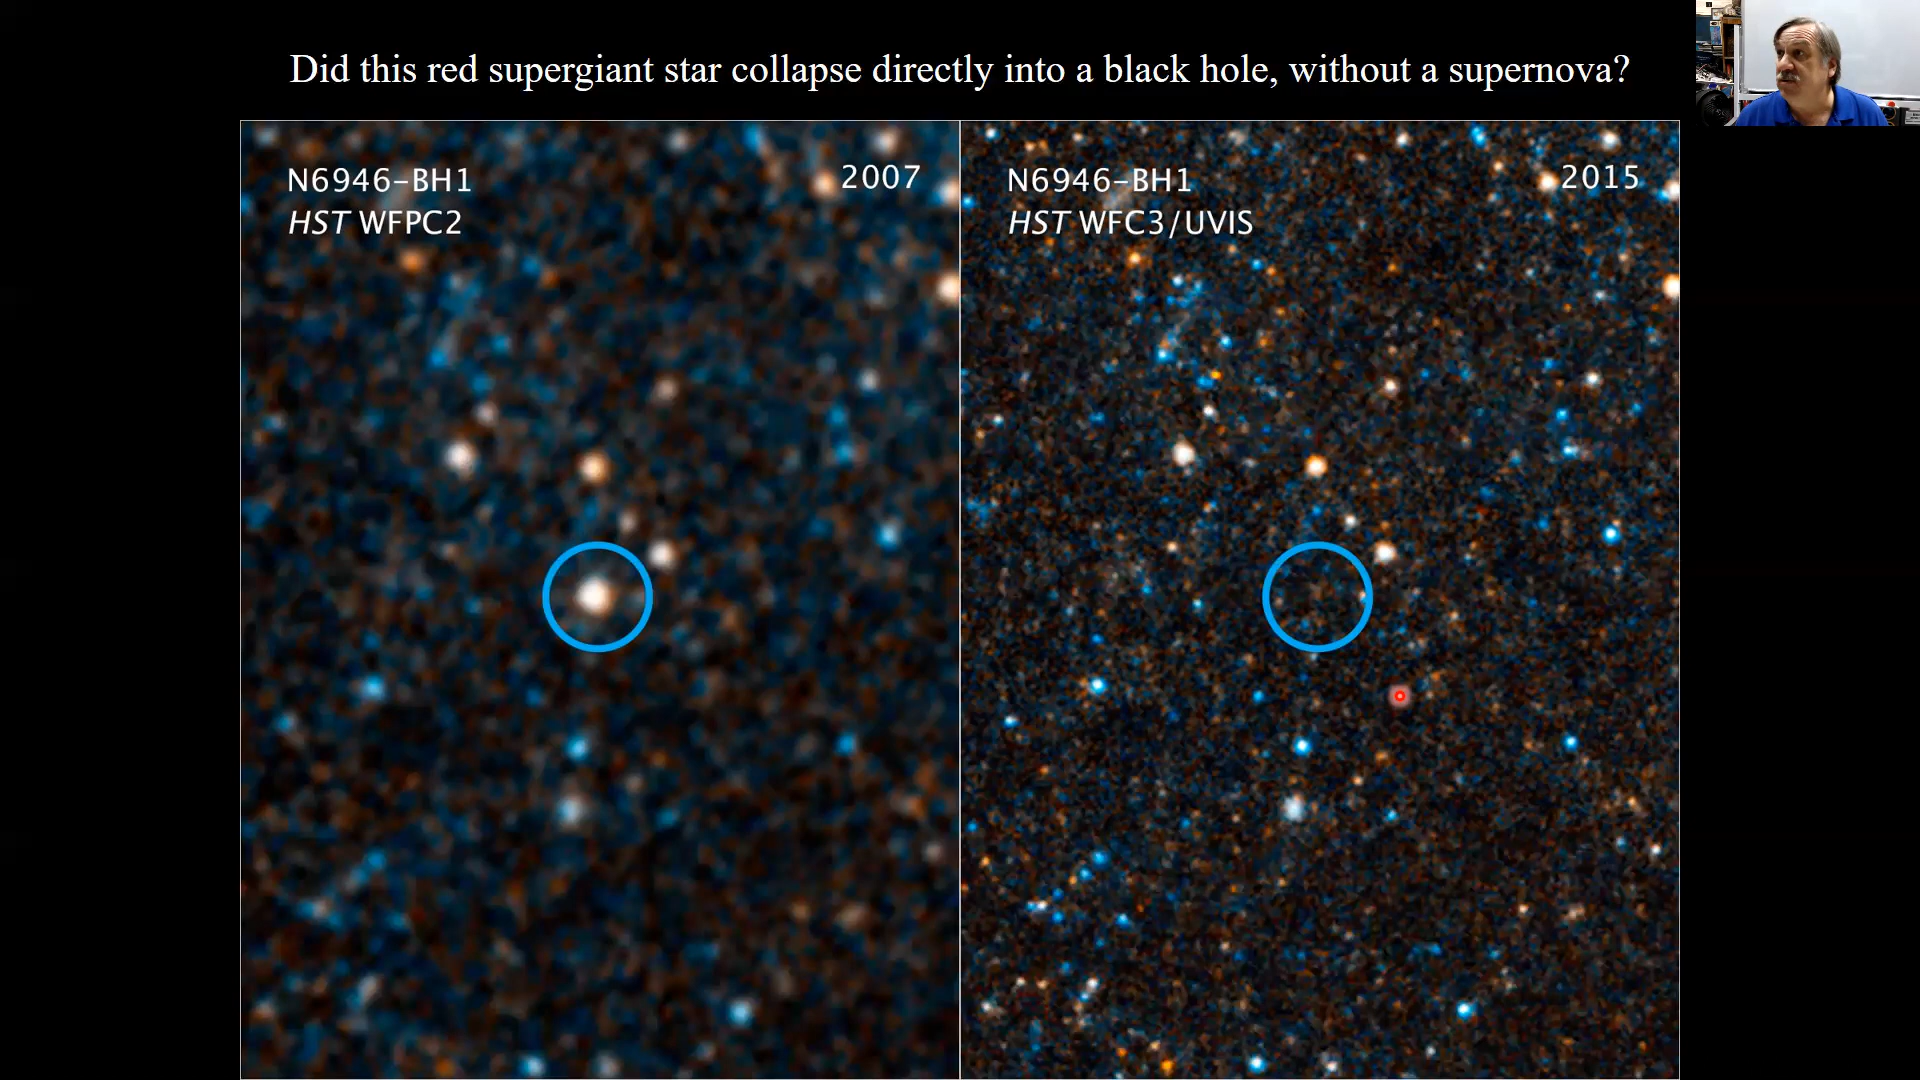 Did this red supergiant star collapse directly into a black hole, without a supernova?
N6946–BH1
2007
HST WFPC2
N6946–BH1
2015
HST WFC3/UVIS